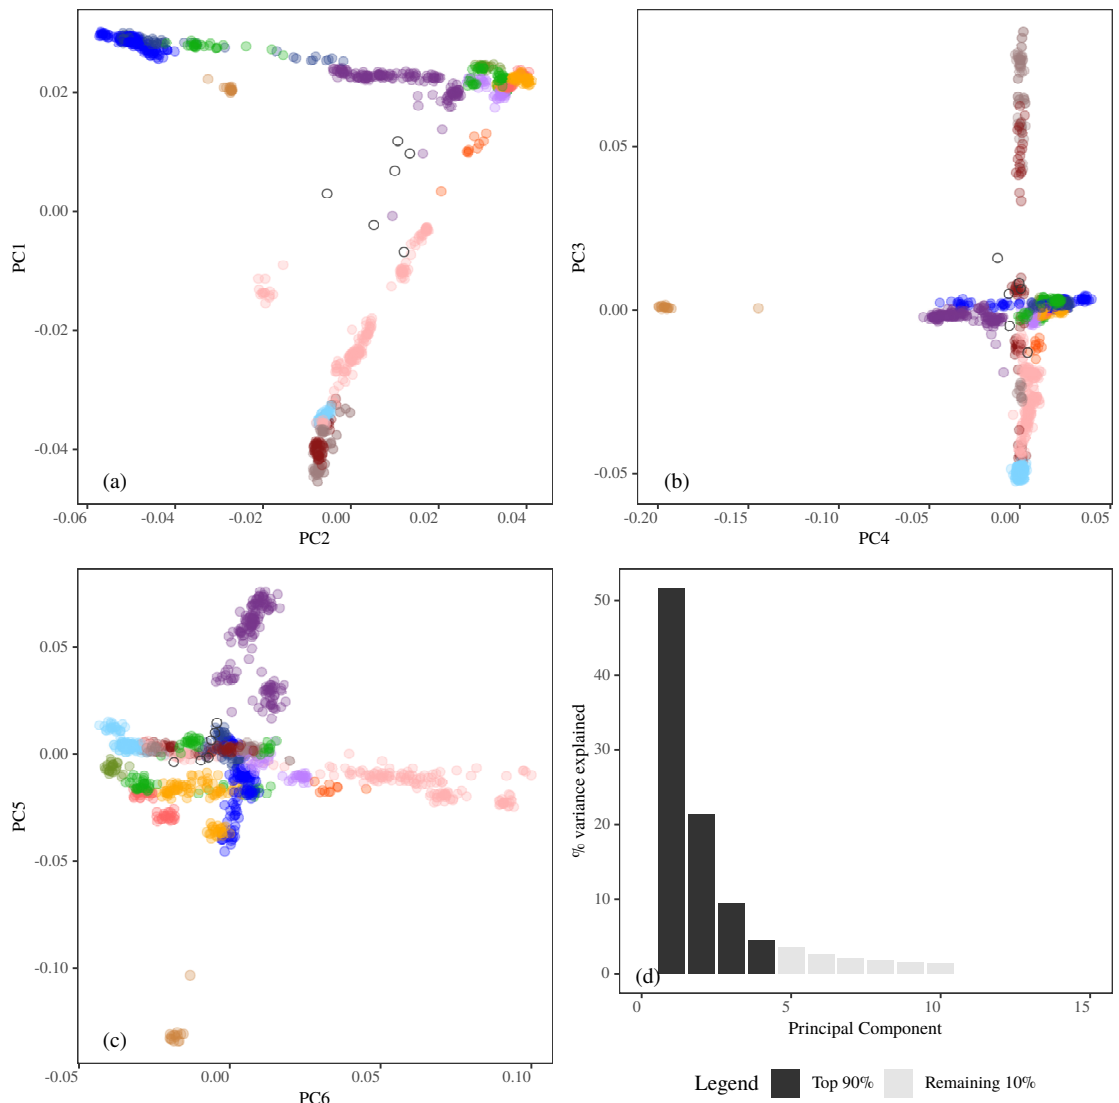 0.02
0.00
-0.02
-0.04
PC1
(a)
-0.06
-0.04
-0.02
0.00
0.02
0.04
PC2
0.05
0.00
-0.05
PC3
(b)
-0.20
-0.15
-0.10
-0.05
0.00
0.05
PC4
0.05
0.00
-0.05
-0.10
PC5
(c)
-0.05
0.00
0.05
0.10
PC6
50
40
30
20
10
0
% variance explained
(d)
0
5
10
15
Principal Component
Legend
Top 90%
Remaining 10%